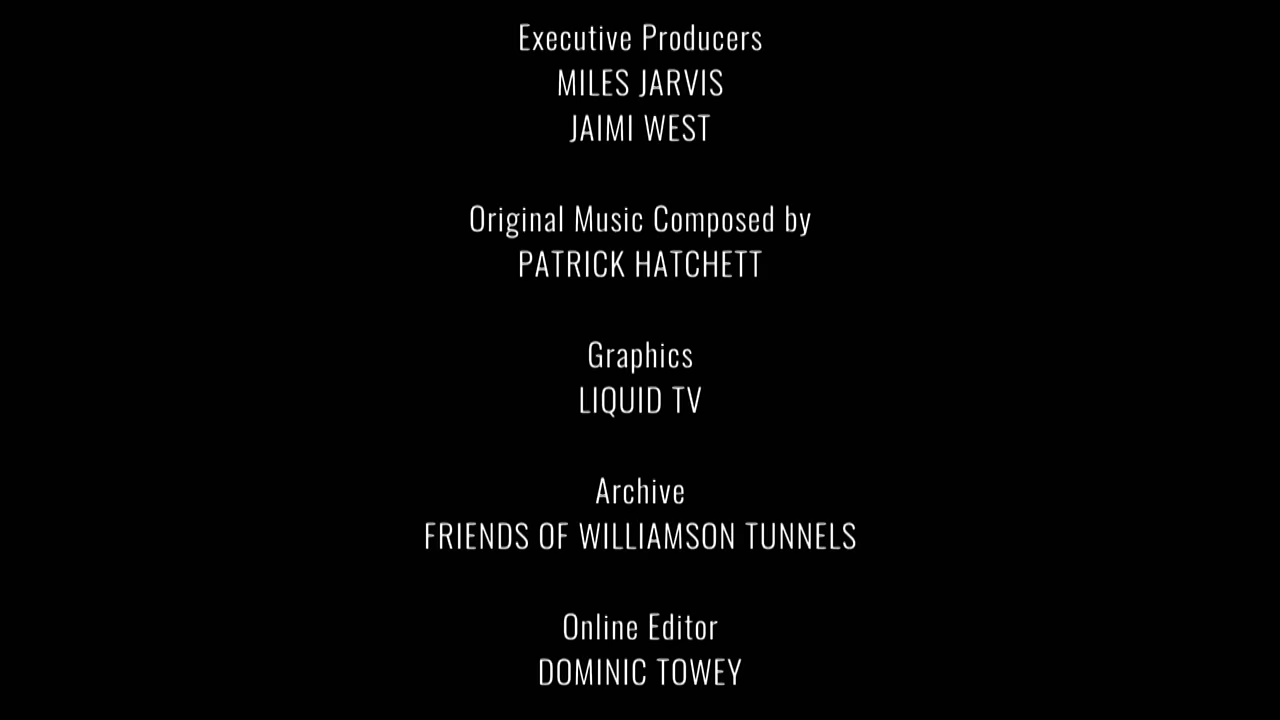 Executive Producers
MILES JARVIS
JAIMI WEST
Original Music Composed by
PATRICK HATCHETT
Graphics
LIQUID TV
Archive
FRIENDS OF WILLIAMSON TUNNELS
Online Editor
DOMINIC TOWEY